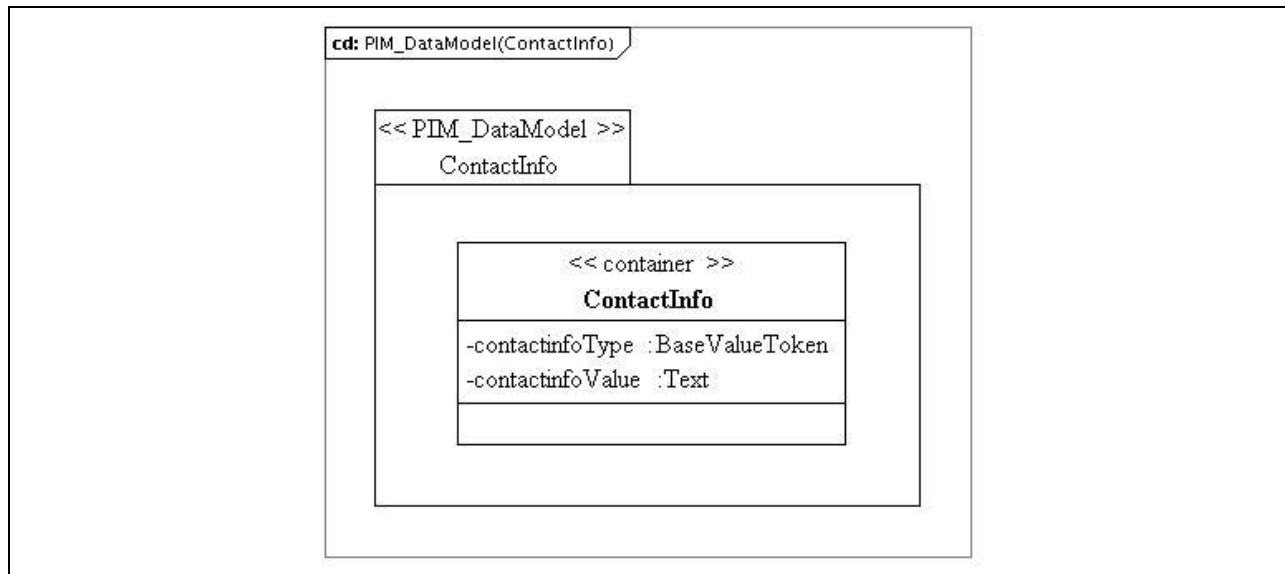 cd: PIM_DataModel(ContactInfo)
<< PIM_DataModel >>
ContactInfo
<< container >>
ContactInfo
-contactinfoType :BaseValueToken
-contactinfoValue :Text